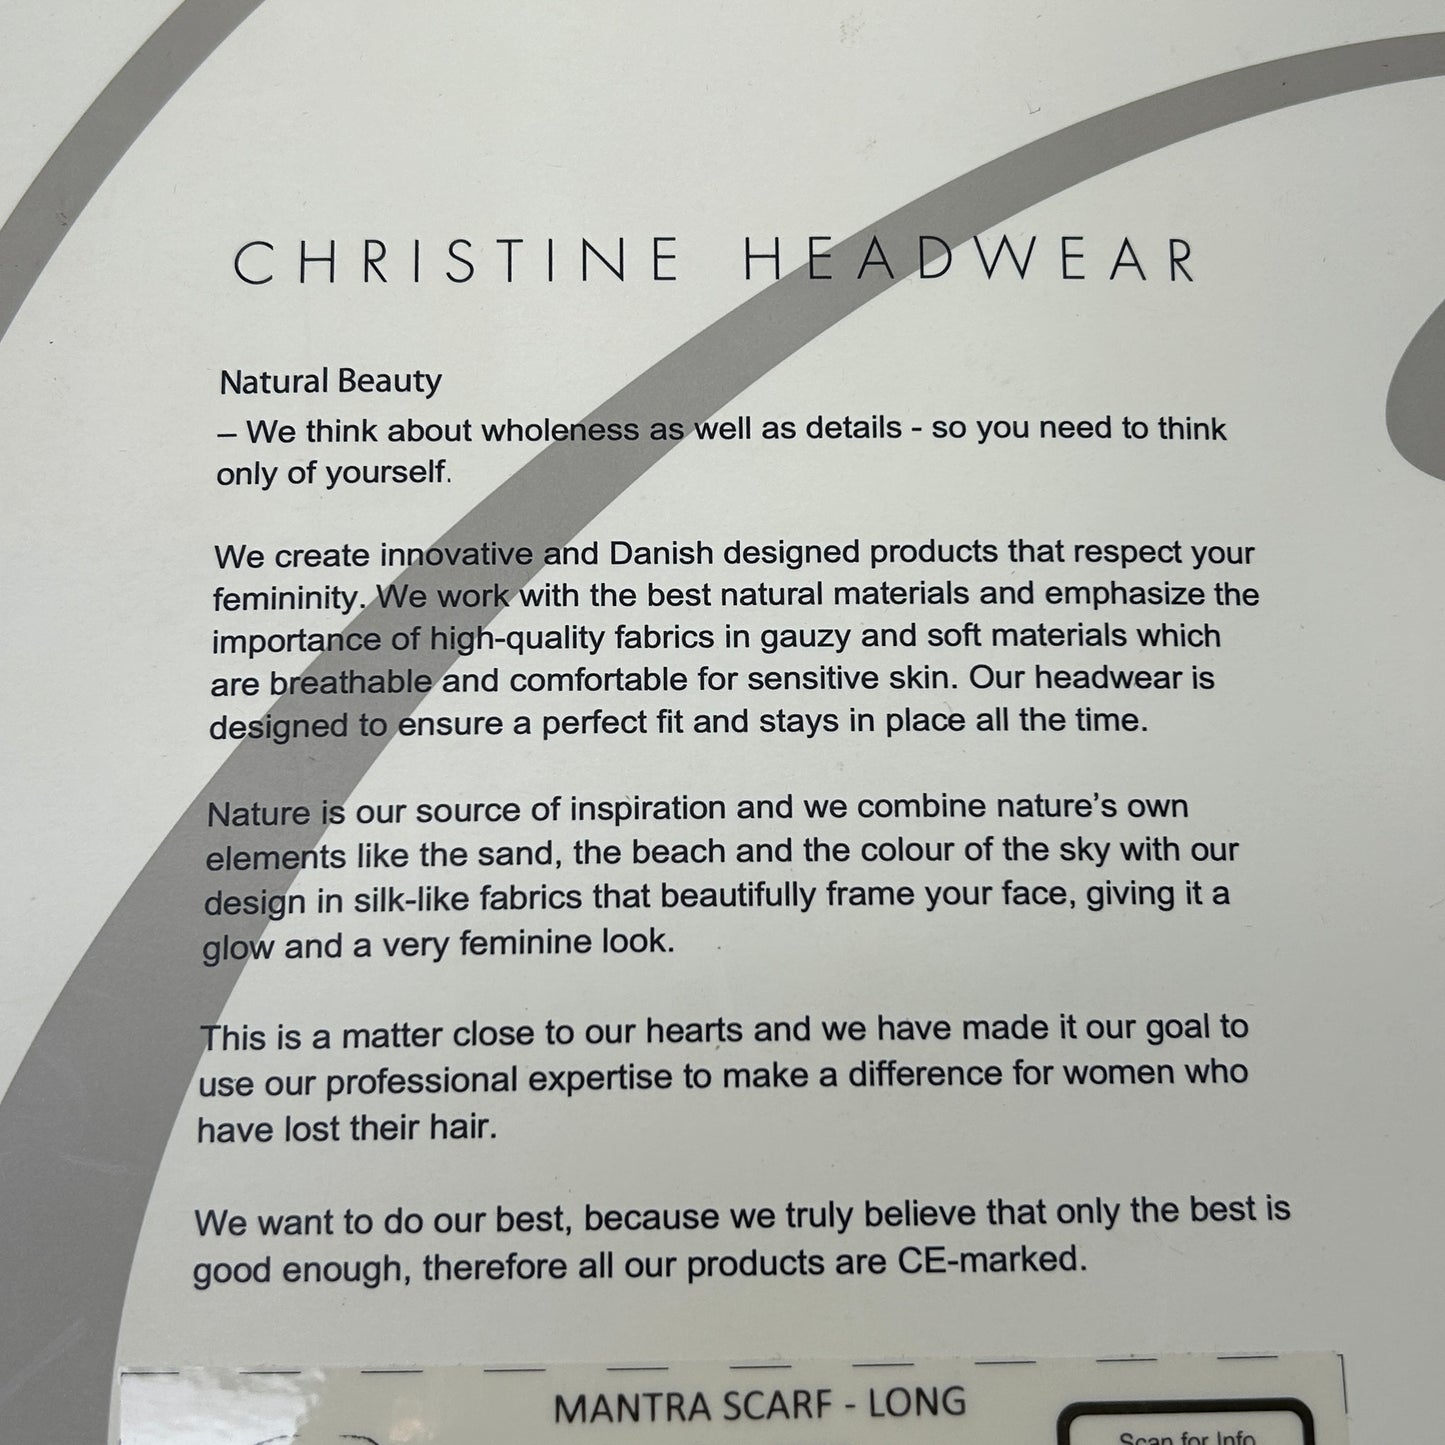 CHRISTINE HEADWEAR
Natural Beauty
– We think about wholeness as well as details - so you need to think
only of yourself.
We create innovative and Danish designed products that respect your
femininity. We work with the best natural materials and emphasize the
importance of high-quality fabrics in gauzy and soft materials which
are breathable and comfortable for sensitive skin. Our headwear is
designed to ensure a perfect fit and stays in place all the time.
Nature is our source of inspiration and we combine nature’s own
elements like the sand, the beach and the colour of the sky with our
design in silk-like fabrics that beautifully frame your face, giving it a
glow and a very feminine look.
This is a matter close to our hearts and we have made it our goal to
use our professional expertise to make a difference for women who
have lost their hair.
We want to do our best, because we truly believe that only the best is
good enough, therefore all our products are CE-marked.
MANTRA SCARF - LONG
Scan for Info